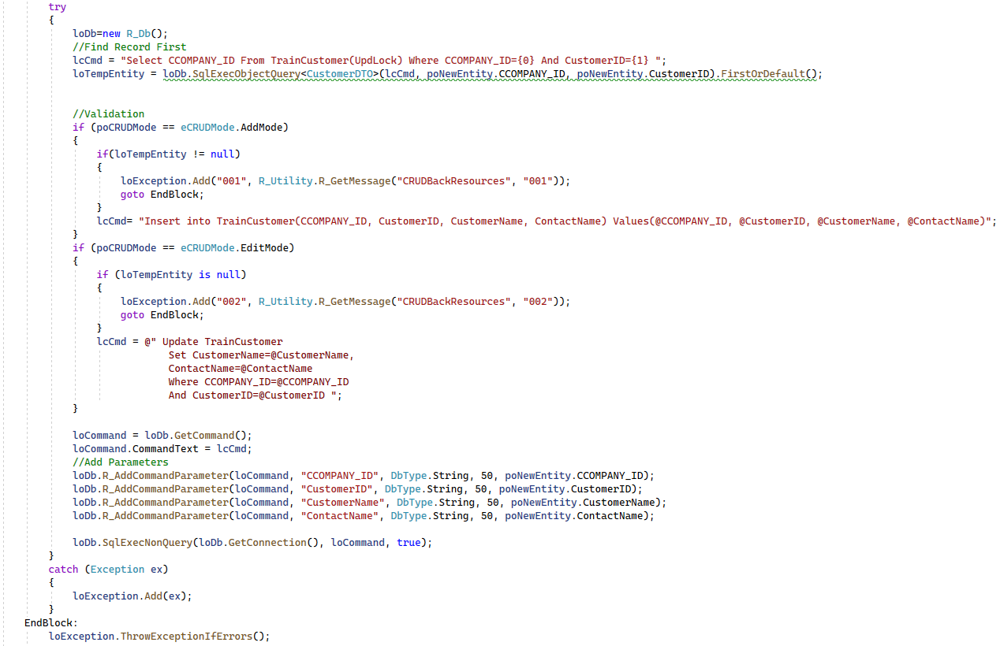 try
{
loDb=new R_Db();
//Find Record First
lcCmd = "Select CCOMPANY_ID From TrainCustomer(UpdLock) Where CCOMPANY_ID={0} And CustomerID={1} ";
loTempEntity = loDb.SqlExecObjectQuery<CustomerDTO>(lcCmd, poNewEntity.CCOMPANY_ID, poNewEntity.CustomerID).FirstOrDefault();
//Validation
if (poCRUDMode == eCRUDMode.AddMode)
{
if(loTempEntity != null)
{
loException.Add("001", R_Utility.R_GetMessage("CRUDBackResources", "001"));
goto EndBlock;
}
lcCmd= "Insert into TrainCustomer(CCOMPANY_ID, CustomerID, CustomerName, ContactName) Values(@CCOMPANY_ID, @CustomerID, @CustomerName, @ContactName)";
}
if (poCRUDMode == eCRUDMode.EditMode)
{
if (loTempEntity is null)
{
loException.Add("002", R_Utility.R_GetMessage("CRUDBackResources", "002"));
goto EndBlock;
}
lcCmd = @" Update TrainCustomer
Set CustomerName=@CustomerName,
ContactName=@ContactName
Where CCOMPANY_ID=@CCOMPANY_ID
And CustomerID=@CustomerID ";
}
loCommand = loDb.GetCommand();
loCommand.CommandText = lcCmd;
//Add Parameters
loDb.R_AddCommandParameter(loCommand, "CCOMPANY_ID", DbType.String, 50, poNewEntity.CCOMPANY_ID);
loDb.R_AddCommandParameter(loCommand, "CustomerID", DbType.String, 50, poNewEntity.CustomerID);
loDb.R_AddCommandParameter(loCommand, "CustomerName", DbType.String, 50, poNewEntity.CustomerName);
loDb.R_AddCommandParameter(loCommand, "ContactName", DbType.String, 50, poNewEntity.ContactName);
loDb.SqlExecNonQuery(loDb.GetConnection(), loCommand, true);
}
catch (Exception ex)
{
loException.Add(ex);
}
EndBlock:
loException.ThrowExceptionIfErrors();